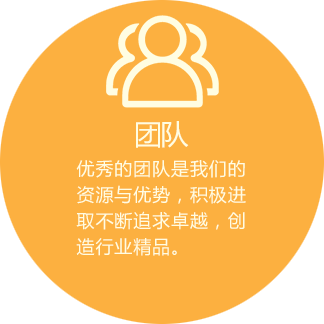 团队
优秀的团队是我们的
资源与优势，积极进
取不断追求卓越，创
造行业精品。